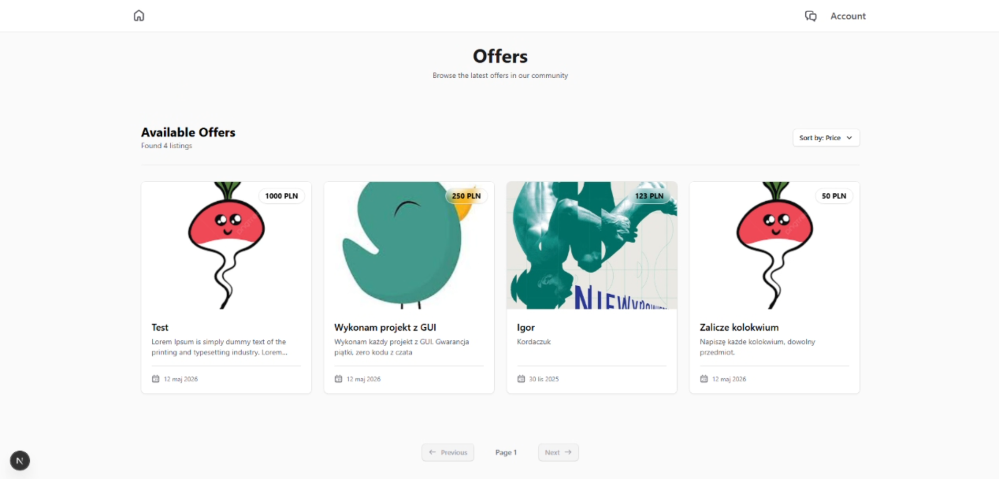 Account
Offers
Browse the latest offers in our community
Available Offers
Found 4 listings
Sort by: Price
1000 PLN
250 PLN
123 PLN
50 PLN
pngtree
NIEWYPOWIE
pngtree
Test
Lorem Ipsum is simply dummy text of the
printing and typesetting industry. Lorem...
12 maj 2026
Wykonam projekt z GUI
Wykonam każdy projekt z GUI. Gwarancja
piątki, zero kodu z czata
12 maj 2026
Igor
Kordaczuk
30 lis 2025
Zalicze kolokwium
Napiszę każde kolokwium, dowolny
przedmiot.
12 maj 2026
Previous
Page 1
Next
N